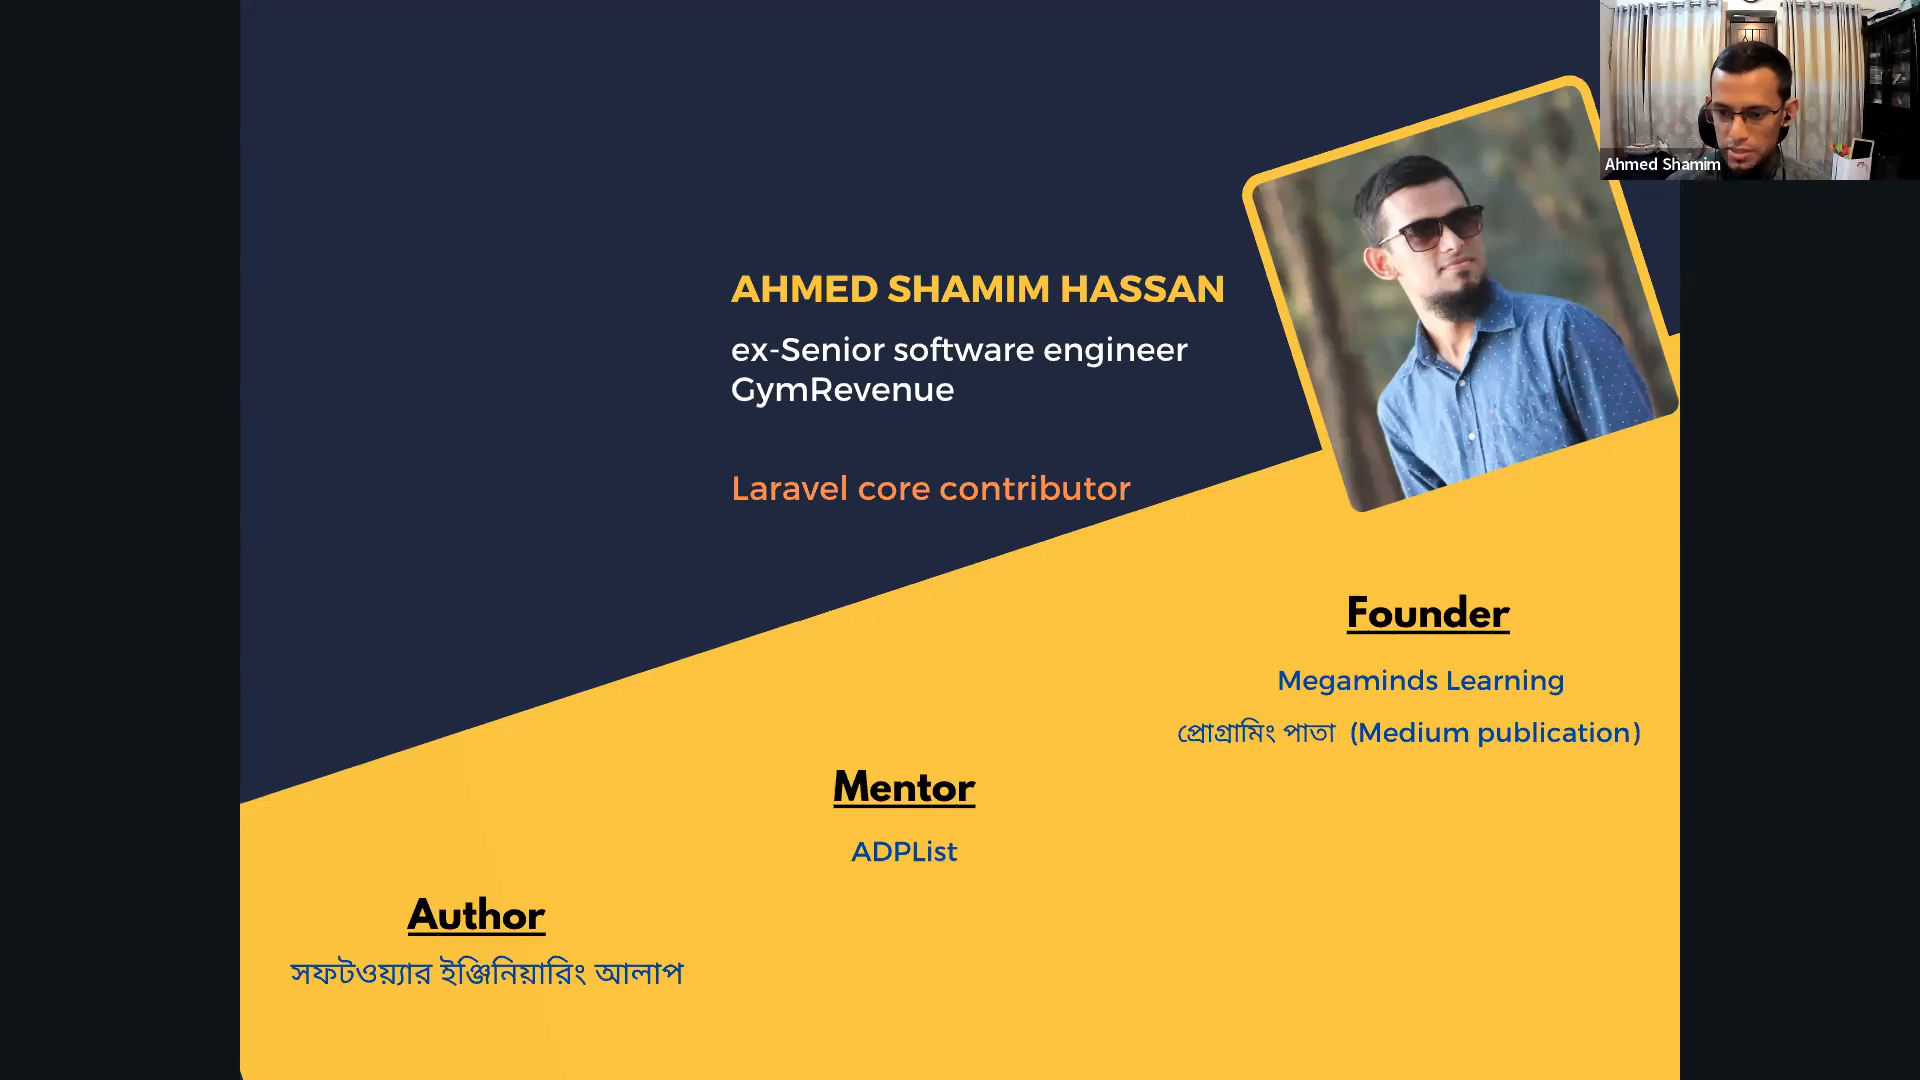 Ahmed Shamim
AHMED SHAMIM HASSAN
ex-Senior software engineer
GymRevenue
Laravel core contributor
Founder
Megaminds Learning
প্রোগ্রামিং পাতা (Medium publication)
Mentor
ADPList
Author
সফটওয়্যার ইঞ্জিনিয়ারিং আলাপ